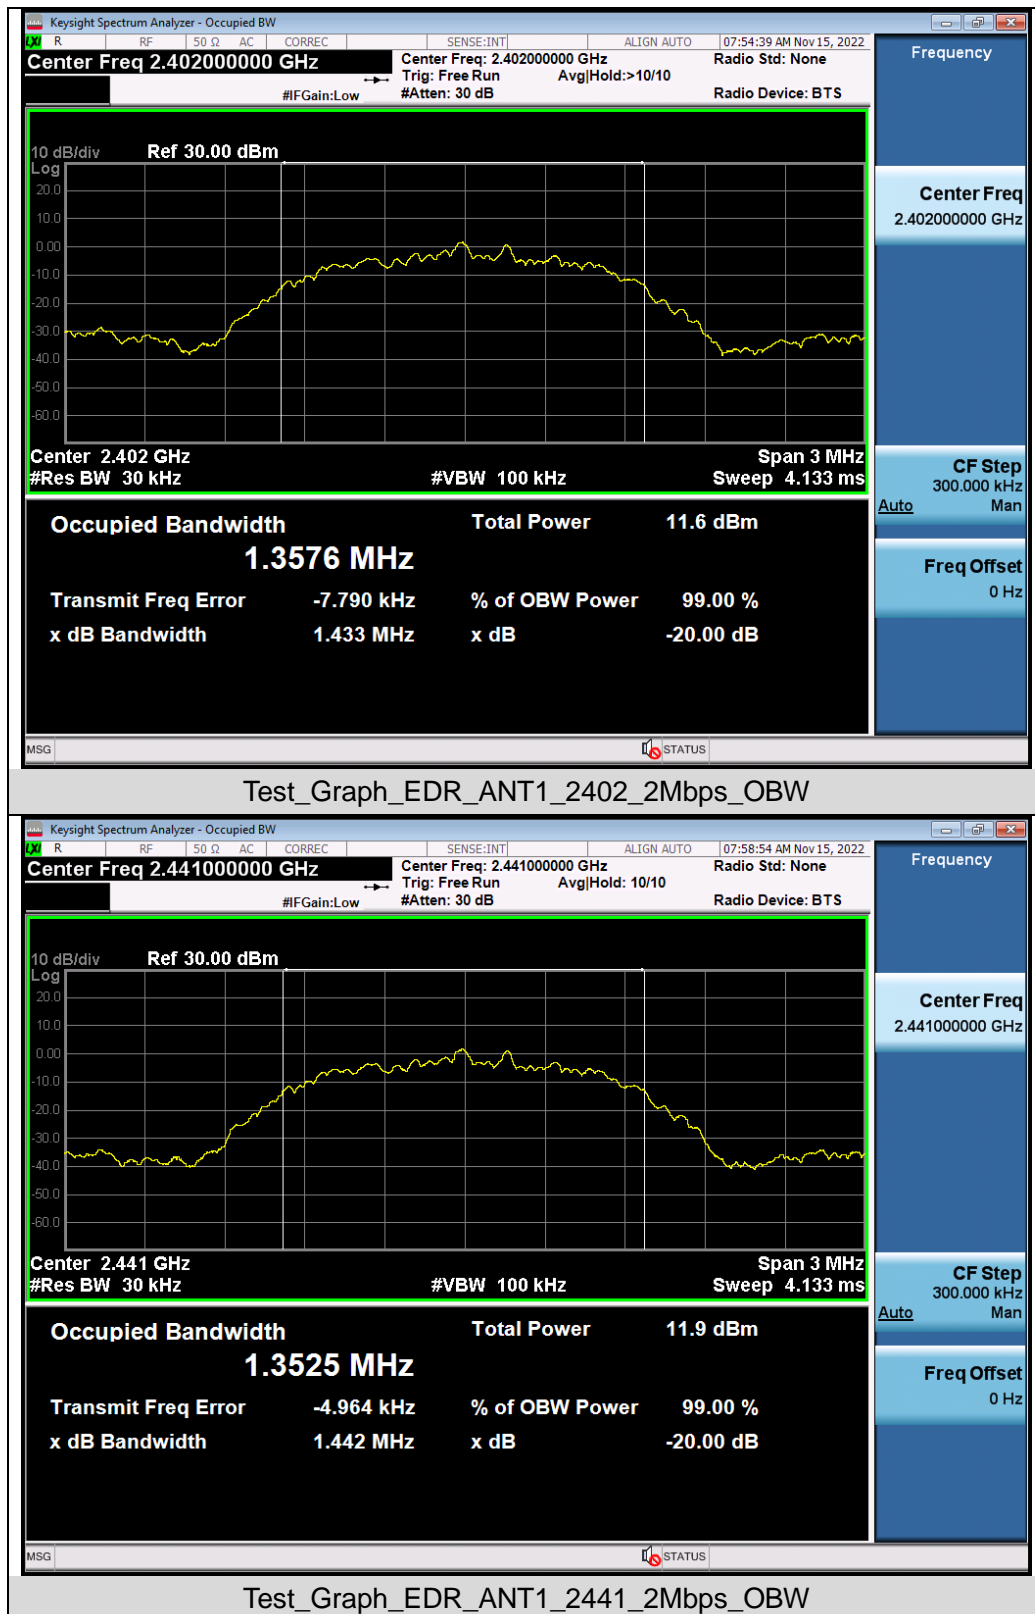 Keysight Spectrum Analyzer - Occupied BW
LXI R RF 50 Ω AC CORREC SENSE:INT ALIGN AUTO 07:54:39 AM Nov 15, 2022
Center Freq 2.402000000 GHz
Center Freq: 2.402000000 GHz Radio Std: None
Trig: Free Run Avg|Hold:>10/10
#IFGain:Low #Atten: 30 dB Radio Device: BTS
10 dB/div Ref 30.00 dBm
Log
20.0
10.0
0.00
-10.0
-20.0
-30.0
-40.0
-50.0
-60.0
Center 2.402 GHz Span 3 MHz
#Res BW 30 kHz #VBW 100 kHz Sweep 4.133 ms
Occupied Bandwidth Total Power 11.6 dBm
1.3576 MHz
Transmit Freq Error -7.790 kHz % of OBW Power 99.00 %
x dB Bandwidth 1.433 MHz x dB -20.00 dB
MSG STATUS
Frequency
Center Freq
2.402000000 GHz
CF Step
300.000 kHz
Auto Man
Freq Offset
0 Hz
Test_Graph_EDR_ANT1_2402_2Mbps_OBW
Keysight Spectrum Analyzer - Occupied BW
LXI R RF 50 Ω AC CORREC SENSE:INT ALIGN AUTO 07:58:54 AM Nov 15, 2022
Center Freq 2.441000000 GHz
Center Freq: 2.441000000 GHz Radio Std: None
Trig: Free Run Avg|Hold: 10/10
#IFGain:Low #Atten: 30 dB Radio Device: BTS
10 dB/div Ref 30.00 dBm
Log
20.0
10.0
0.00
-10.0
-20.0
-30.0
-40.0
-50.0
-60.0
Center 2.441 GHz Span 3 MHz
#Res BW 30 kHz #VBW 100 kHz Sweep 4.133 ms
Occupied Bandwidth Total Power 11.9 dBm
1.3525 MHz
Transmit Freq Error -4.964 kHz % of OBW Power 99.00 %
x dB Bandwidth 1.442 MHz x dB -20.00 dB
MSG STATUS
Frequency
Center Freq
2.441000000 GHz
CF Step
300.000 kHz
Auto Man
Freq Offset
0 Hz
Test_Graph_EDR_ANT1_2441_2Mbps_OBW